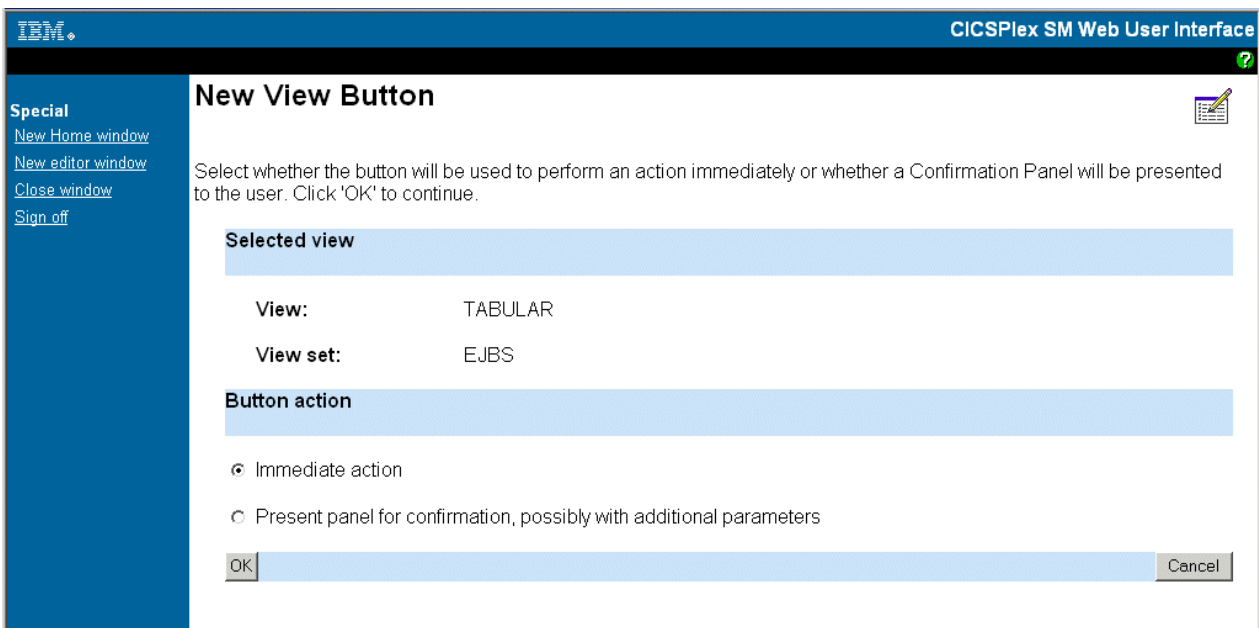 IBM.
CICSPlex SM Web User Interface
?
Special
New Home window
New editor window
Close window
Sign off
New View Button
Select whether the button will be used to perform an action immediately or whether a Confirmation Panel will be presented
to the user. Click 'OK' to continue.
Selected view
View: TABULAR
View set: EJBS
Button action
Immediate action
Present panel for confirmation, possibly with additional parameters
OK Cancel